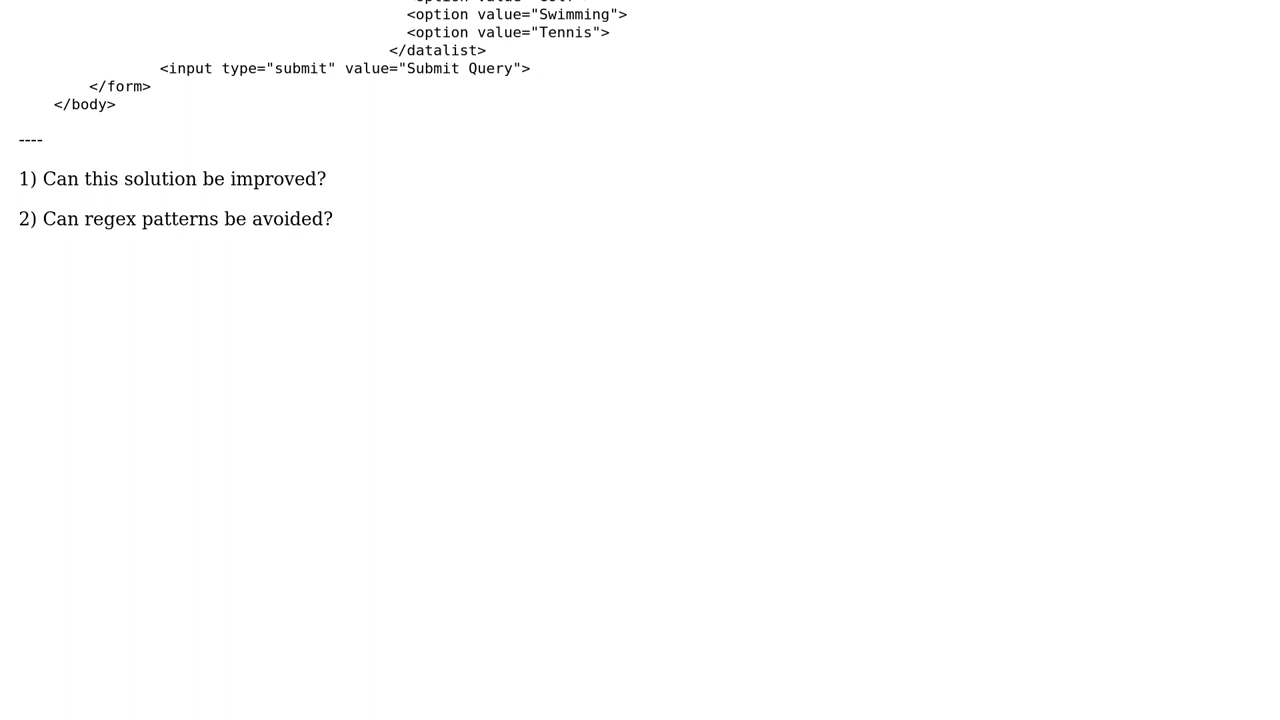 <option value="Swimming">
<option value="Tennis">
</datalist>
<input type="submit" value="Submit Query">
</form>
</body>
----
1) Can this solution be improved?
2) Can regex patterns be avoided?